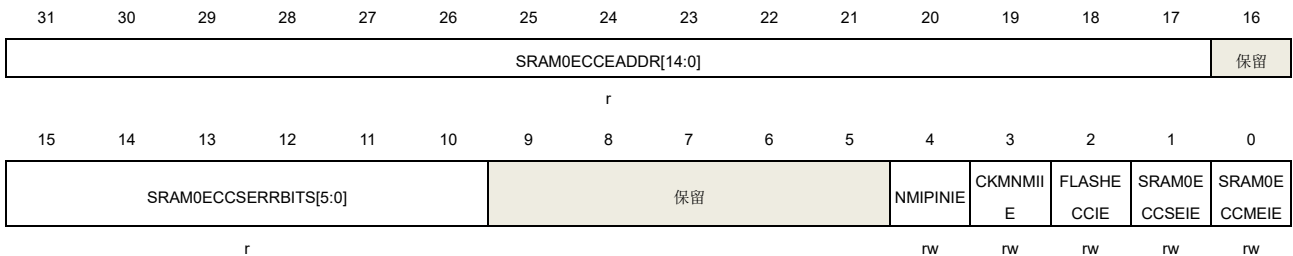 31 30 29 28 27 26 25 24 23 22 21 20 19 18 17 16
SRAM0ECCEADDR[14:0] 保留
r
15 14 13 12 11 10 9 8 7 6 5 4 3 2 1 0
SRAM0ECCSERRBITS[5:0] 保留 NMIPINIE CKMNMII FLASHE SRAM0E SRAM0E
E CCIE CCSEIE CCMEIE
r rw rw rw rw rw